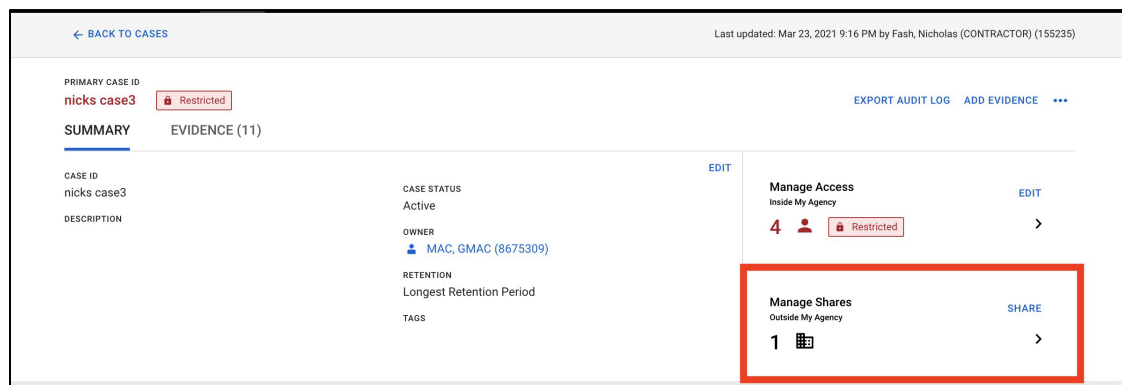 ← BACK TO CASES
Last updated: Mar 23, 2021 9:16 PM by Fash, Nicholas (CONTRACTOR) (155235)
PRIMARY CASE ID
nicks case3
Restricted
EXPORT AUDIT LOG
ADD EVIDENCE
SUMMARY
EVIDENCE (11)
EDIT
CASE ID
nicks case3
DESCRIPTION
CASE STATUS
Active
OWNER
MAC, GMAC (8675309)
RETENTION
Longest Retention Period
TAGS
Manage Access
EDIT
Inside My Agency
4
Restricted
Manage Shares
SHARE
Outside My Agency
1